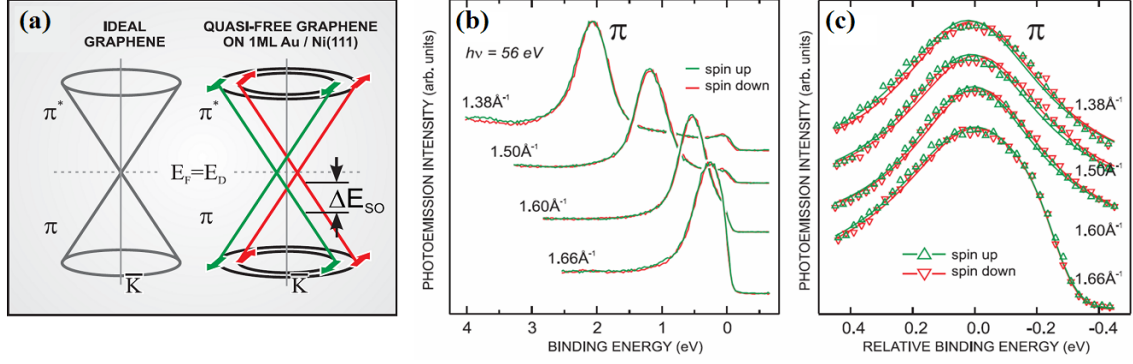 (a)
IDEAL
GRAPHENE
QUASI-FREE GRAPHENE
ON 1ML Au / Ni(111)
π*
π*
E_F=E_D
ΔE_SO
π
π
K̅
K̅
(b)
π
hν = 56 eV
spin up
spin down
1.38Å⁻¹
1.50Å⁻¹
1.60Å⁻¹
1.66Å⁻¹
PHOTOEMISSION INTENSITY (arb. units)
4 3 2 1 0
BINDING ENERGY (eV)
(c)
π
1.38Å⁻¹
1.50Å⁻¹
1.60Å⁻¹
1.66Å⁻¹
spin up
spin down
PHOTOEMISSION INTENSITY (arb. units)
0.4 0.2 0.0 -0.2 -0.4
RELATIVE BINDING ENERGY (eV)